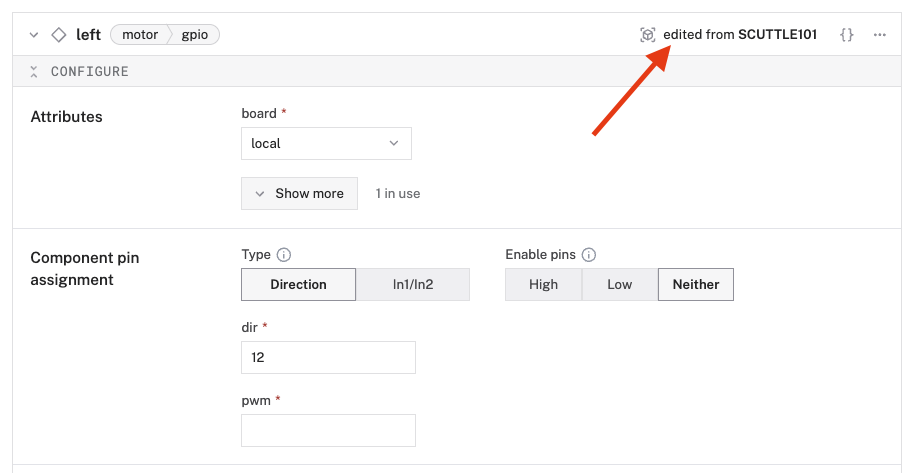 left motor gpio edited from SCUTTLE101 {} ...
CONFIGURE
Attributes
board *
local
Show more 1 in use
Component pin assignment
Type Enable pins
Direction In1/In2 High Low Neither
dir *
12
pwm *